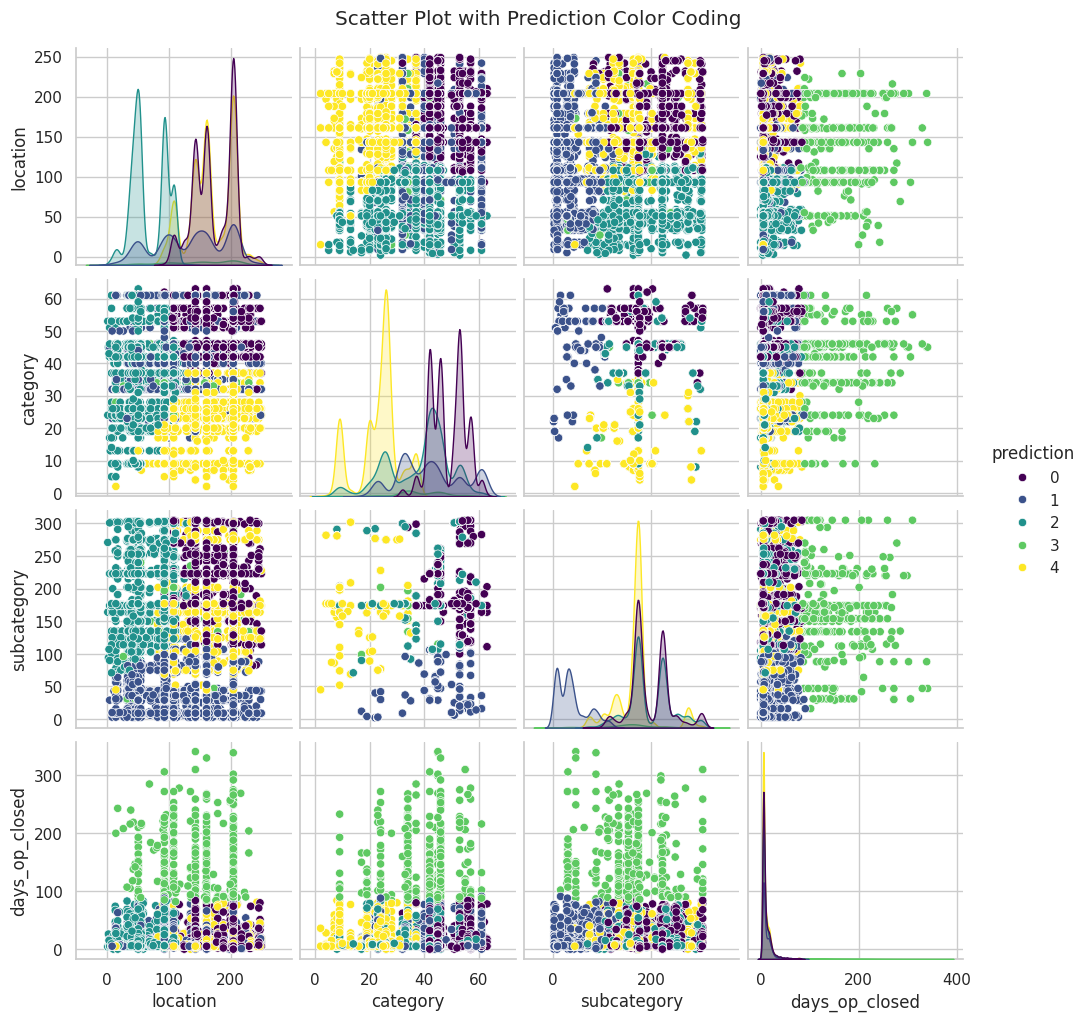 Scatter Plot with Prediction Color Coding
location
250
200
150
100
50
0
category
60
50
40
30
20
10
0
subcategory
300
250
200
150
100
50
0
days_op_closed
300
200
100
0
0 100 200
location
0 20 40 60
category
0 200
subcategory
0 200 400
days_op_closed
prediction
0
1
2
3
4